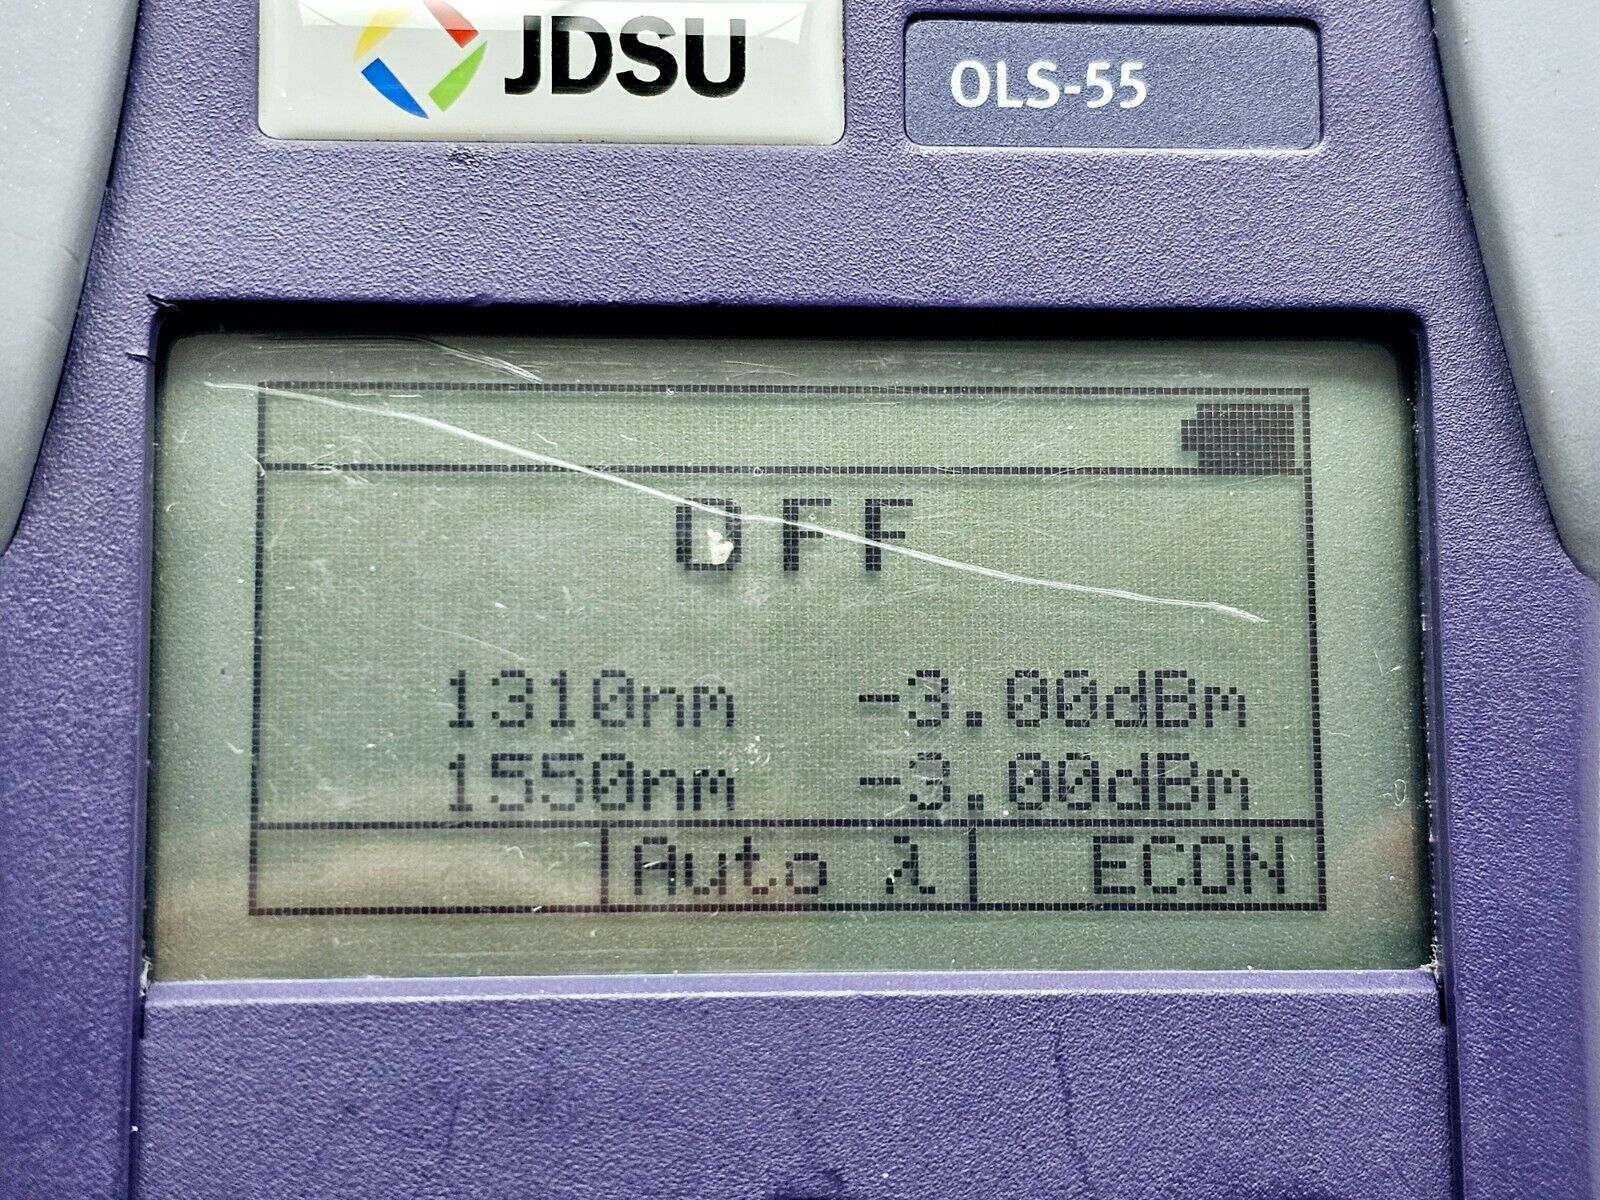 JDSU
OLS-55
OFF
1310nm -3.00dBm
1550nm -3.00dBm
Auto λ ECON